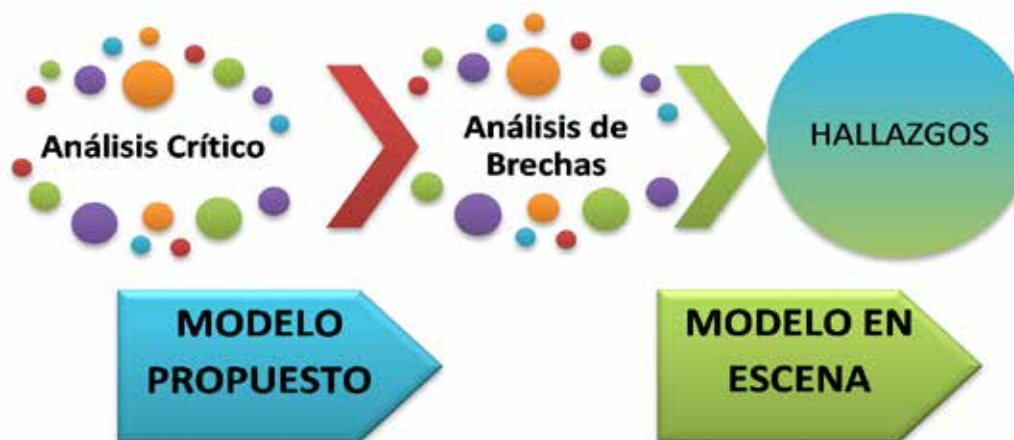 Análisis Crítico
Análisis de
Brechas
HALLAZGOS
MODELO
PROPUESTO
MODELO EN
ESCENA